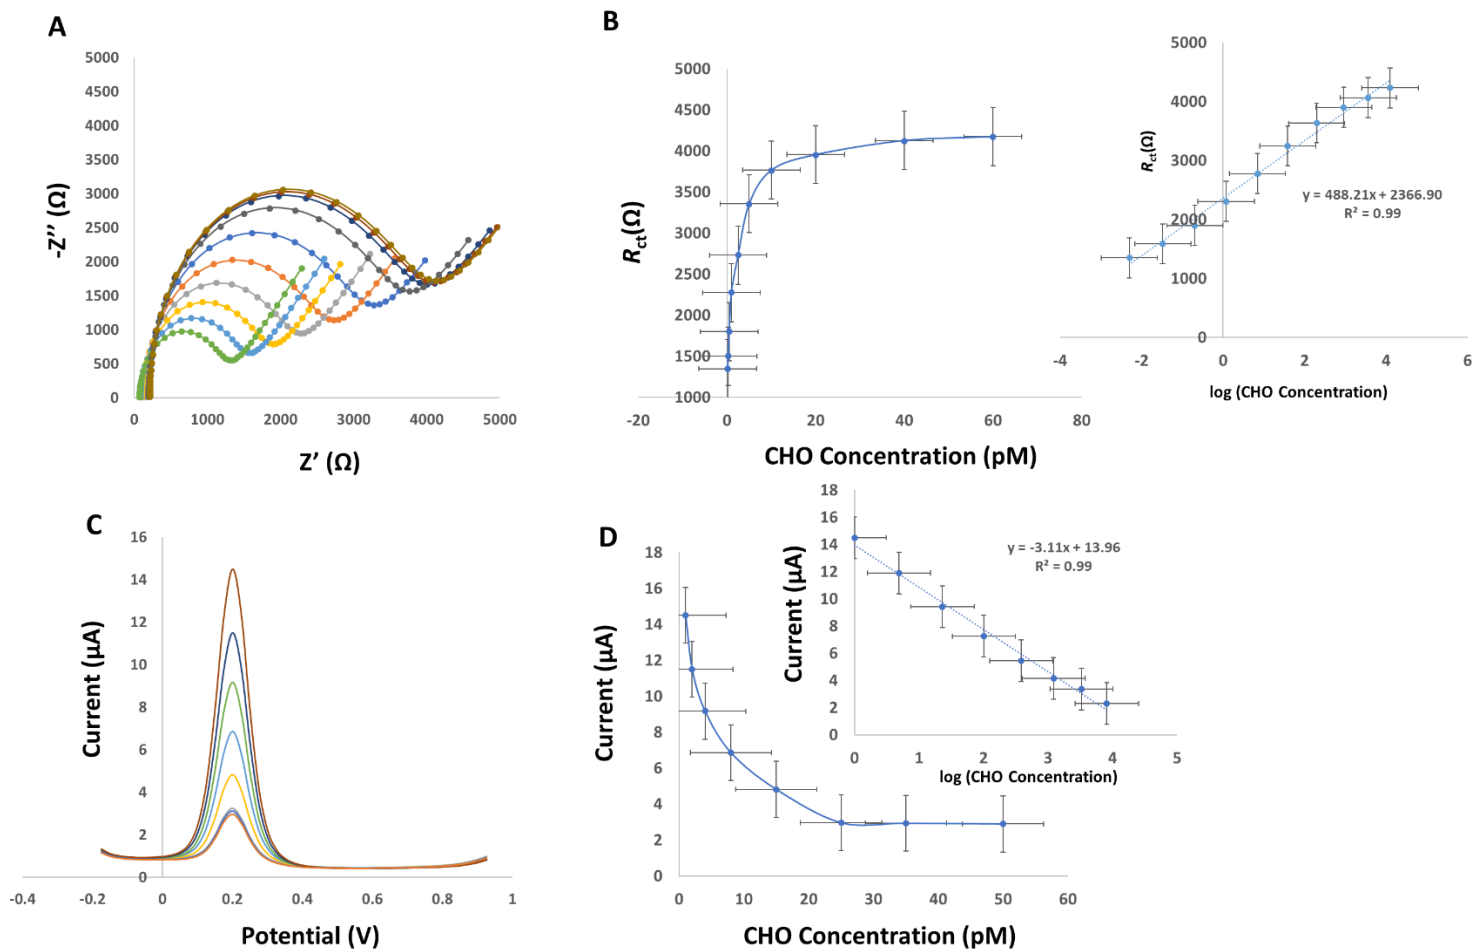 A
5000
4500
4000
3500
3000
2500
2000
1500
1000
500
0
-Z″ (Ω)
0 1000 2000 3000 4000 5000
Z’ (Ω)
B
5000
4500
4000
3500
3000
2500
2000
1500
1000
Rct(Ω)
-20 0 20 40 60 80
CHO Concentration (pM)
5000
4000
3000
2000
1000
0
Rct(Ω)
y = 488.21x + 2366.90
R² = 0.99
-4 -2 0 2 4 6
log (CHO Concentration)
C
16
14
12
10
8
6
4
2
0
Current (µA)
-0.4 -0.2 0 0.2 0.4 0.6 0.8 1
Potential (V)
D
18
16
14
12
10
8
6
4
2
0
Current (µA)
0 10 20 30 40 50 60
CHO Concentration (pM)
18
16
14
12
10
8
6
4
2
0
Current (µA)
y = -3.11x + 13.96
R² = 0.99
0 1 2 3 4 5
log (CHO Concentration)